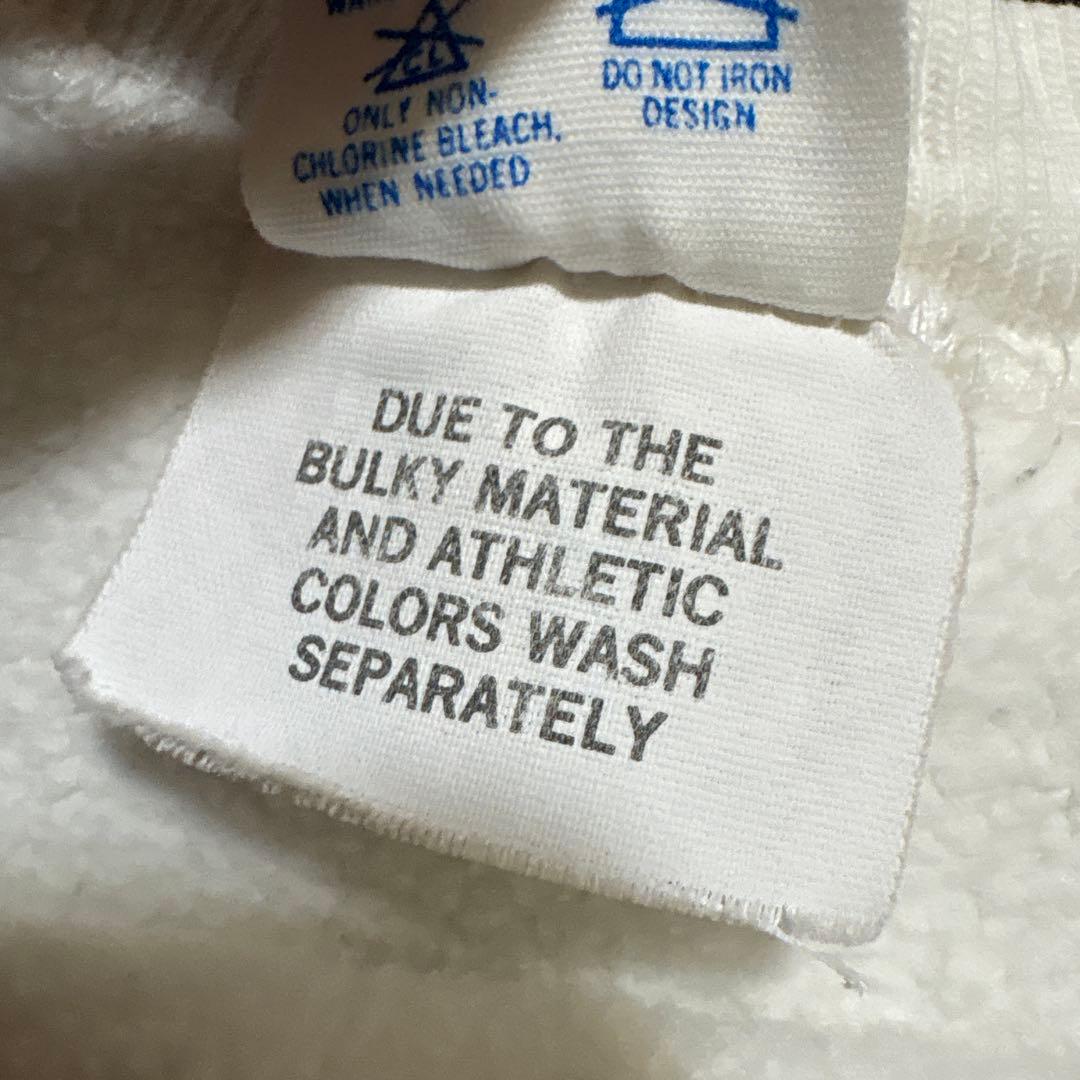 CL
ONLY NON-
CHLORINE BLEACH,
WHEN NEEDED
DO NOT IRON
DESIGN
DUE TO THE
BULKY MATERIAL
AND ATHLETIC
COLORS WASH
SEPARATELY